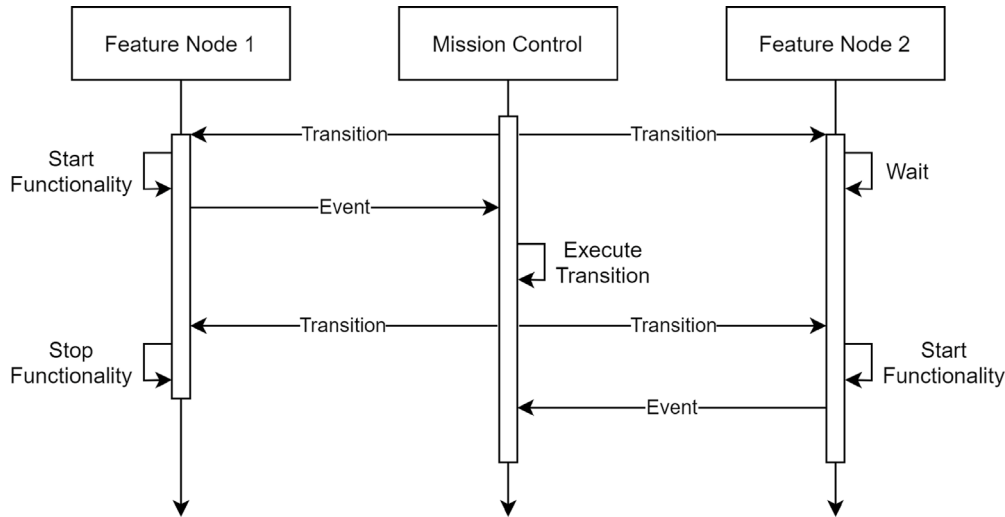 Feature Node 1
Mission Control
Feature Node 2
Transition
Transition
Start
Functionality
Wait
Event
Execute
Transition
Transition
Transition
Stop
Functionality
Start
Functionality
Event